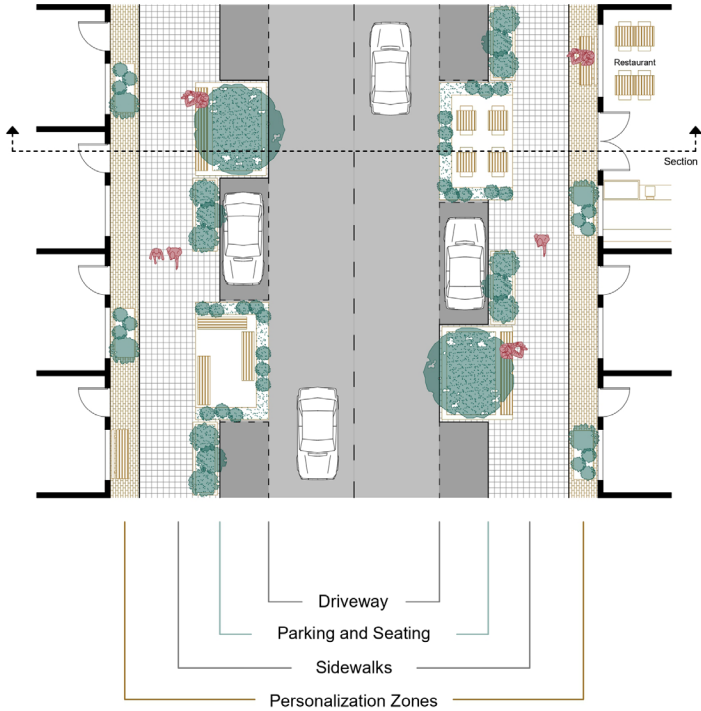 Restaurant
Section
Driveway
Parking and Seating
Sidewalks
Personalization Zones